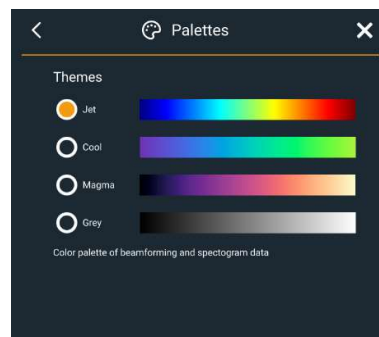 Palettes
Themes
Jet
Cool
Magma
Grey
Color palette of beamforming and spectogram data